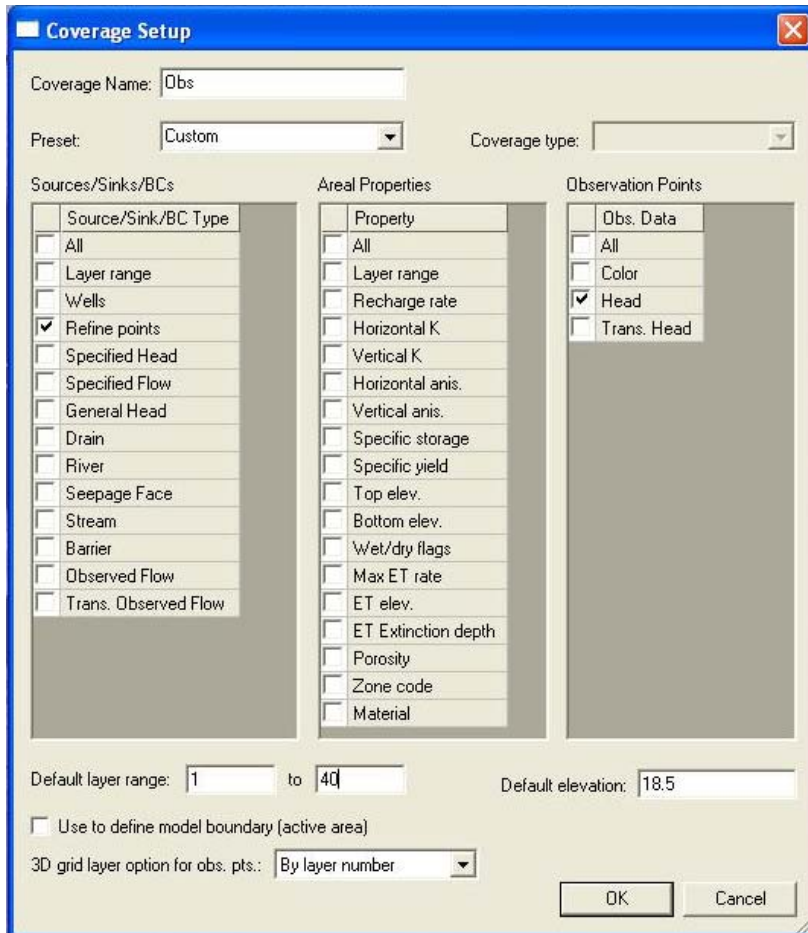 Coverage Setup
Coverage Name: Obs
Preset: Custom Coverage type:
Sources/Sinks/BCs
Source/Sink/BC Type
All
Layer range
Wells
Refine points
Specified Head
Specified Flow
General Head
Drain
River
Seepage Face
Stream
Barrier
Observed Flow
Trans. Observed Flow
Areal Properties
Property
All
Layer range
Recharge rate
Horizontal K
Vertical K
Horizontal anis.
Vertical anis.
Specific storage
Specific yield
Top elev.
Bottom elev.
Wet/dry flags
Max ET rate
ET elev.
ET Extinction depth
Porosity
Zone code
Material
Observation Points
Obs. Data
All
Color
Head
Trans. Head
Default layer range: 1 to 40 Default elevation: 18.5
Use to define model boundary (active area)
3D grid layer option for obs. pts.: By layer number
OK Cancel